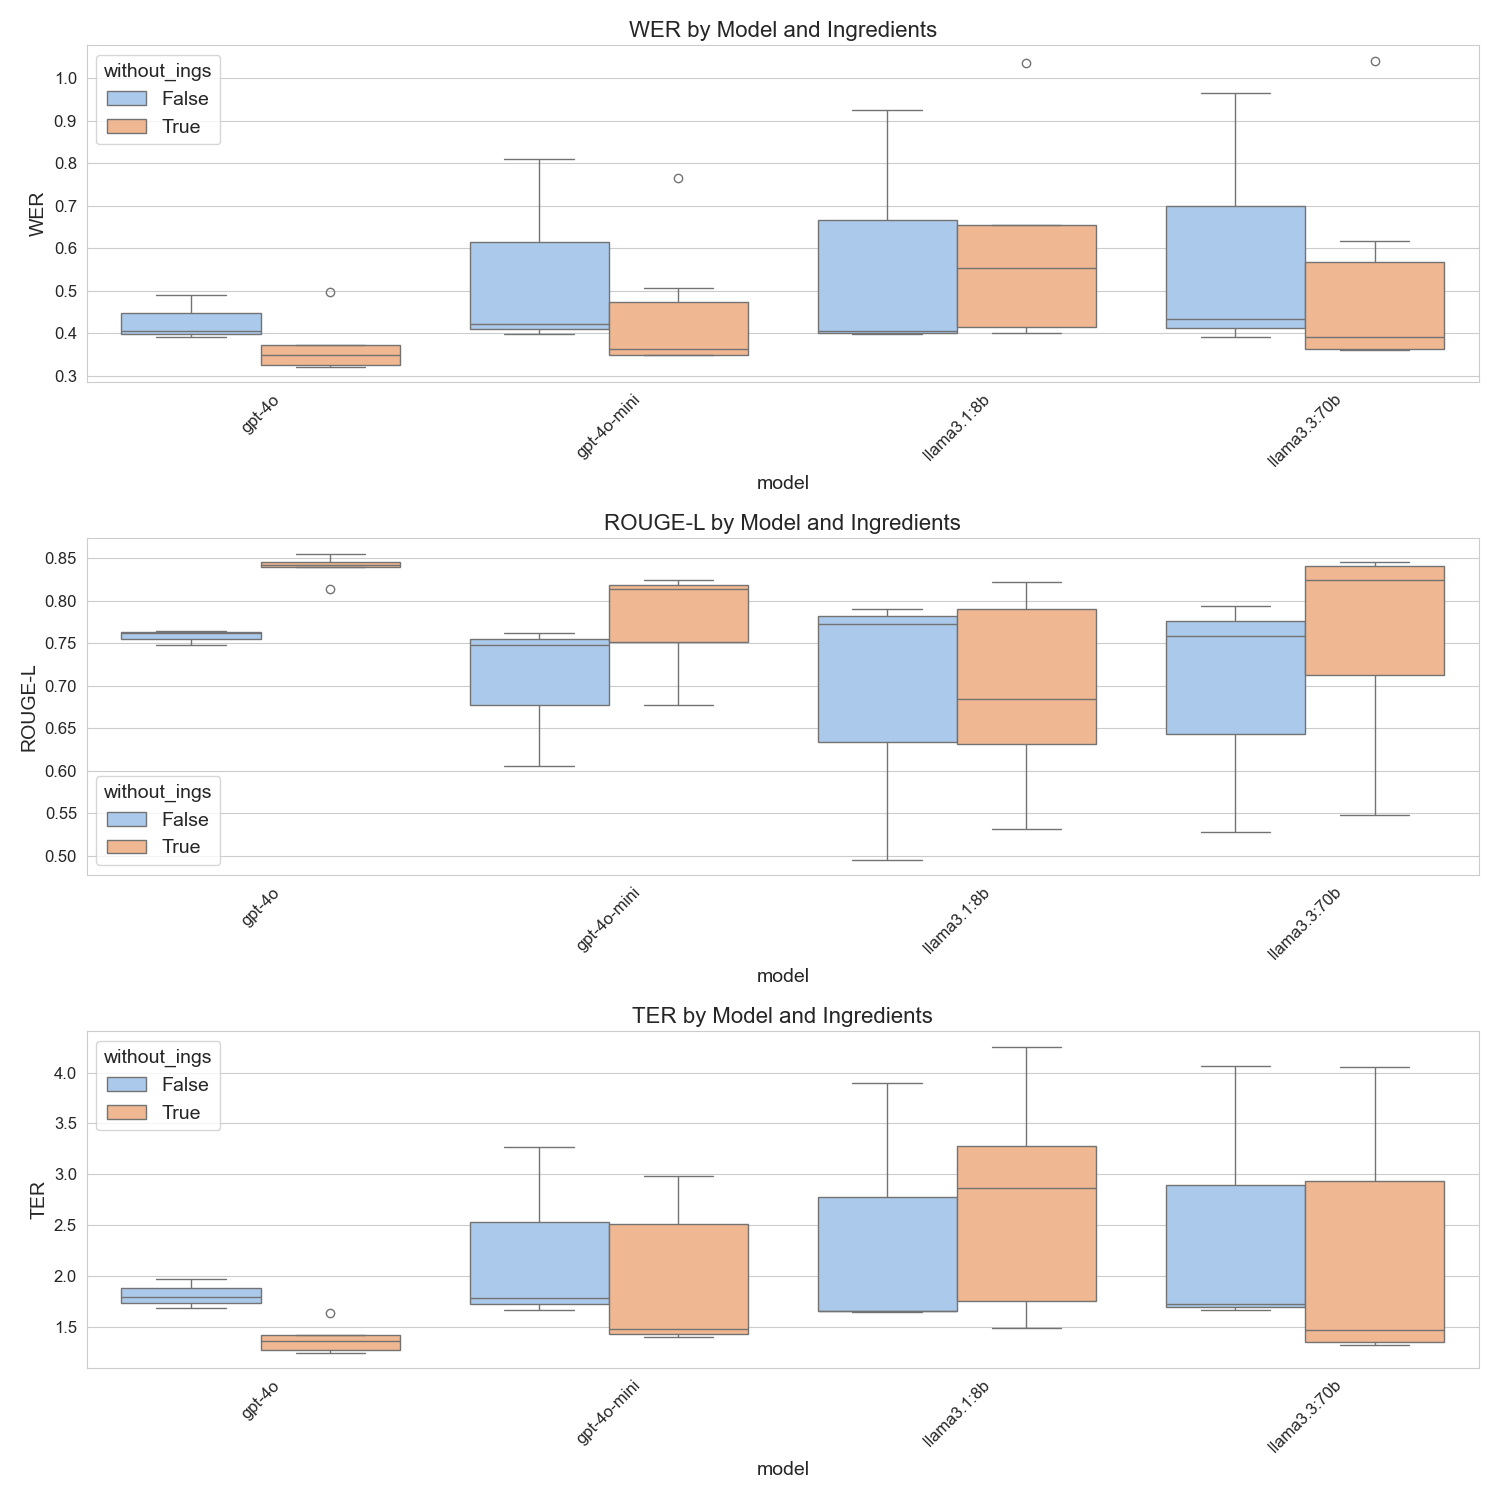 WER by Model and Ingredients
without_ings
False
True
1.0
0.9
0.8
0.7
0.6
0.5
0.4
0.3
WER
gpt-4o
gpt-4o-mini
llama3.1:8b
llama3.3:70b
model
ROUGE-L by Model and Ingredients
0.85
0.80
0.75
0.70
0.65
0.60
0.55
0.50
ROUGE-L
without_ings
False
True
gpt-4o
gpt-4o-mini
llama3.1:8b
llama3.3:70b
model
TER by Model and Ingredients
without_ings
False
True
4.0
3.5
3.0
2.5
2.0
1.5
TER
gpt-4o
gpt-4o-mini
llama3.1:8b
llama3.3:70b
model